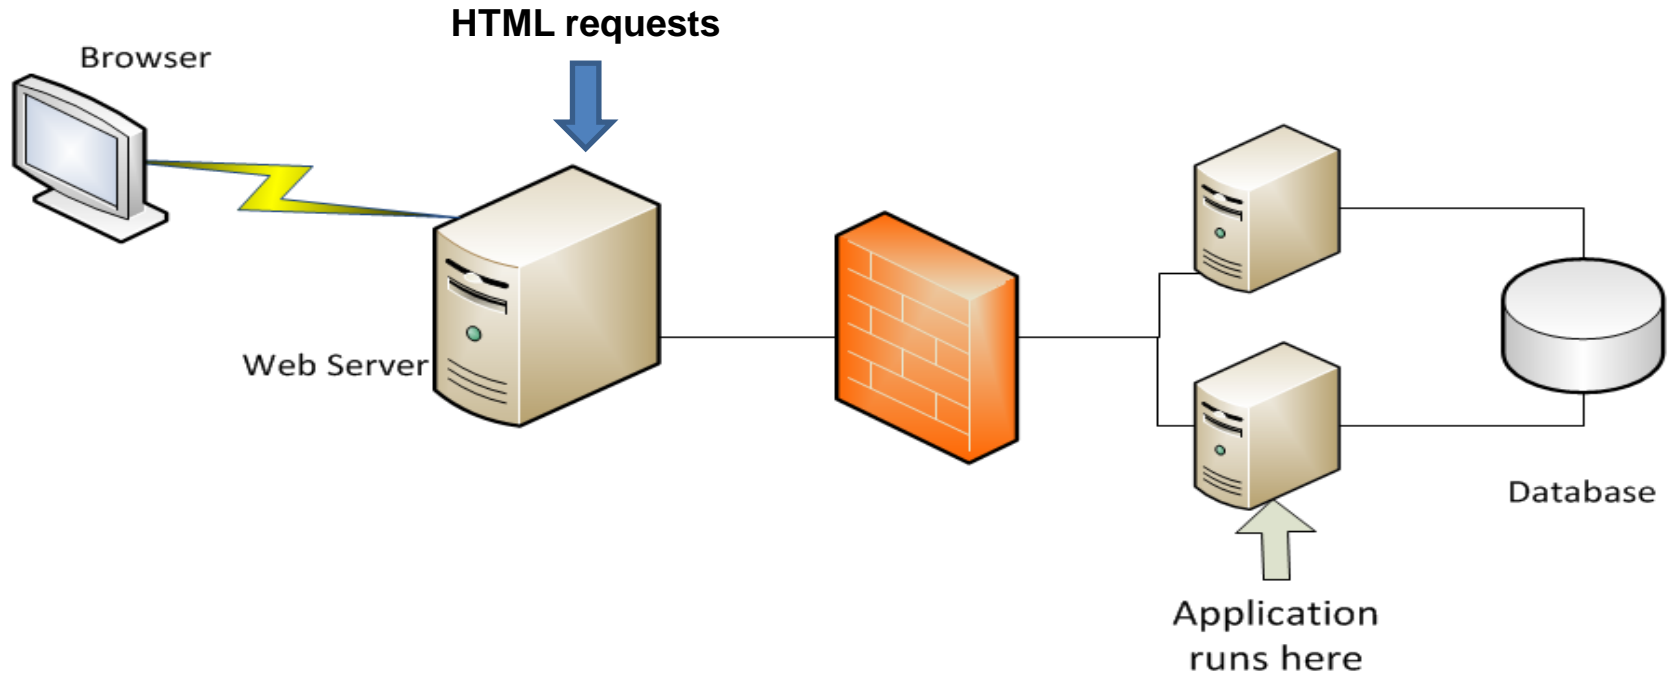 HTML requests
Browser
Web Server
Database
Application
runs here